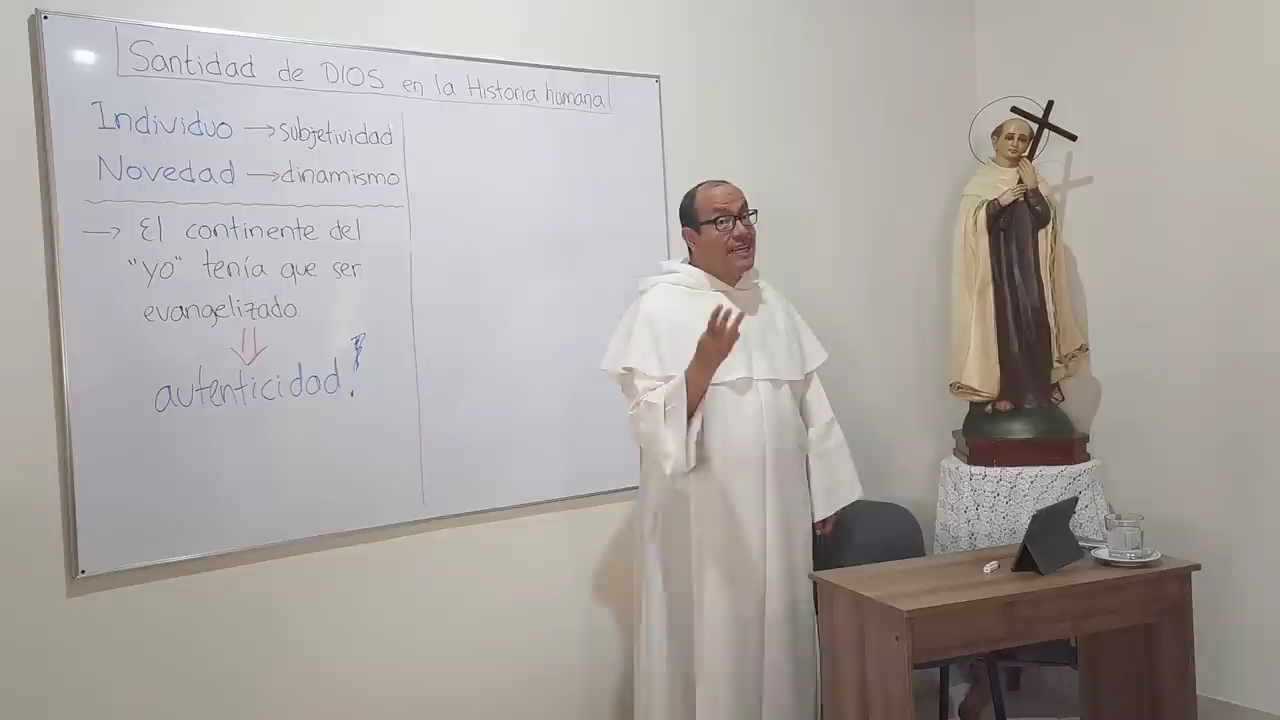 Santidad de DIOS en la Historia humana
Individuo → subjetividad
Novedad → dinamismo
→ El continente del
"yo" tenía que ser
evangelizado.
⇓
autenticidad!